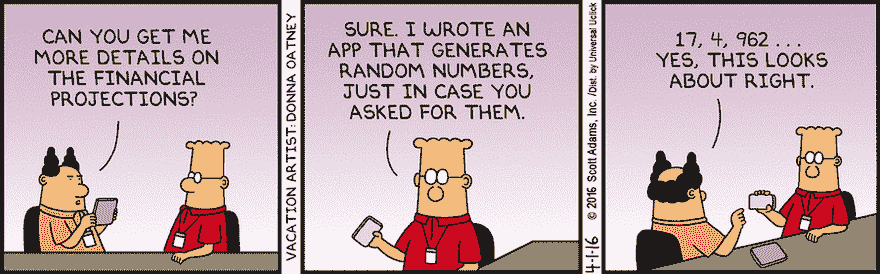 CAN YOU GET ME
MORE DETAILS ON
THE FINANCIAL
PROJECTIONS?
VACATION ARTIST: DONNA OATNEY
SURE. I WROTE AN
APP THAT GENERATES
RANDOM NUMBERS,
JUST IN CASE YOU
ASKED FOR THEM.
4-1-16 © 2016 Scott Adams, Inc. /Dist. by Universal Uclick
17, 4, 962 . . .
YES, THIS LOOKS
ABOUT RIGHT.